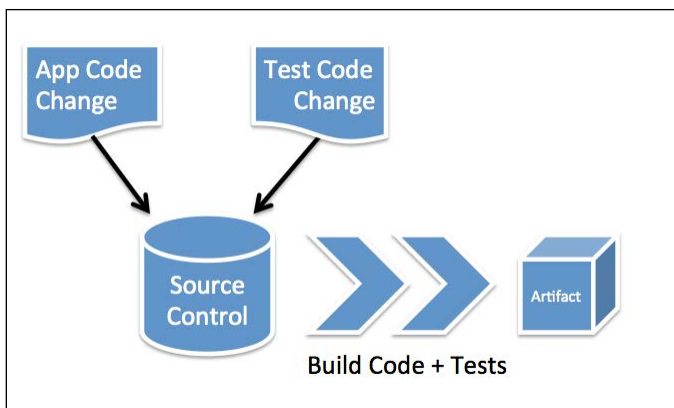 App Code
Change
Test Code
Change
Source
Control
Artifact
Build Code + Tests